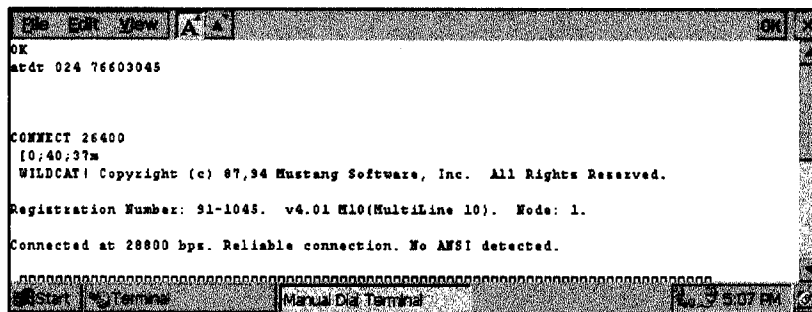 File Edit View A A OK
OK
atdt 024 76603045
CONNECT 26400
[0;40;37m
WILDCAT! Copyright (c) 87,94 Mustang Software, Inc. All Rights Reserved.
Registration Number: 91-1045. v4.01 M10(MultiLine 10). Node: 1.
Connected at 28800 bps. Reliable connection. No ANSI detected.
Start Terminal Manual Dial Terminal 5:07 PM